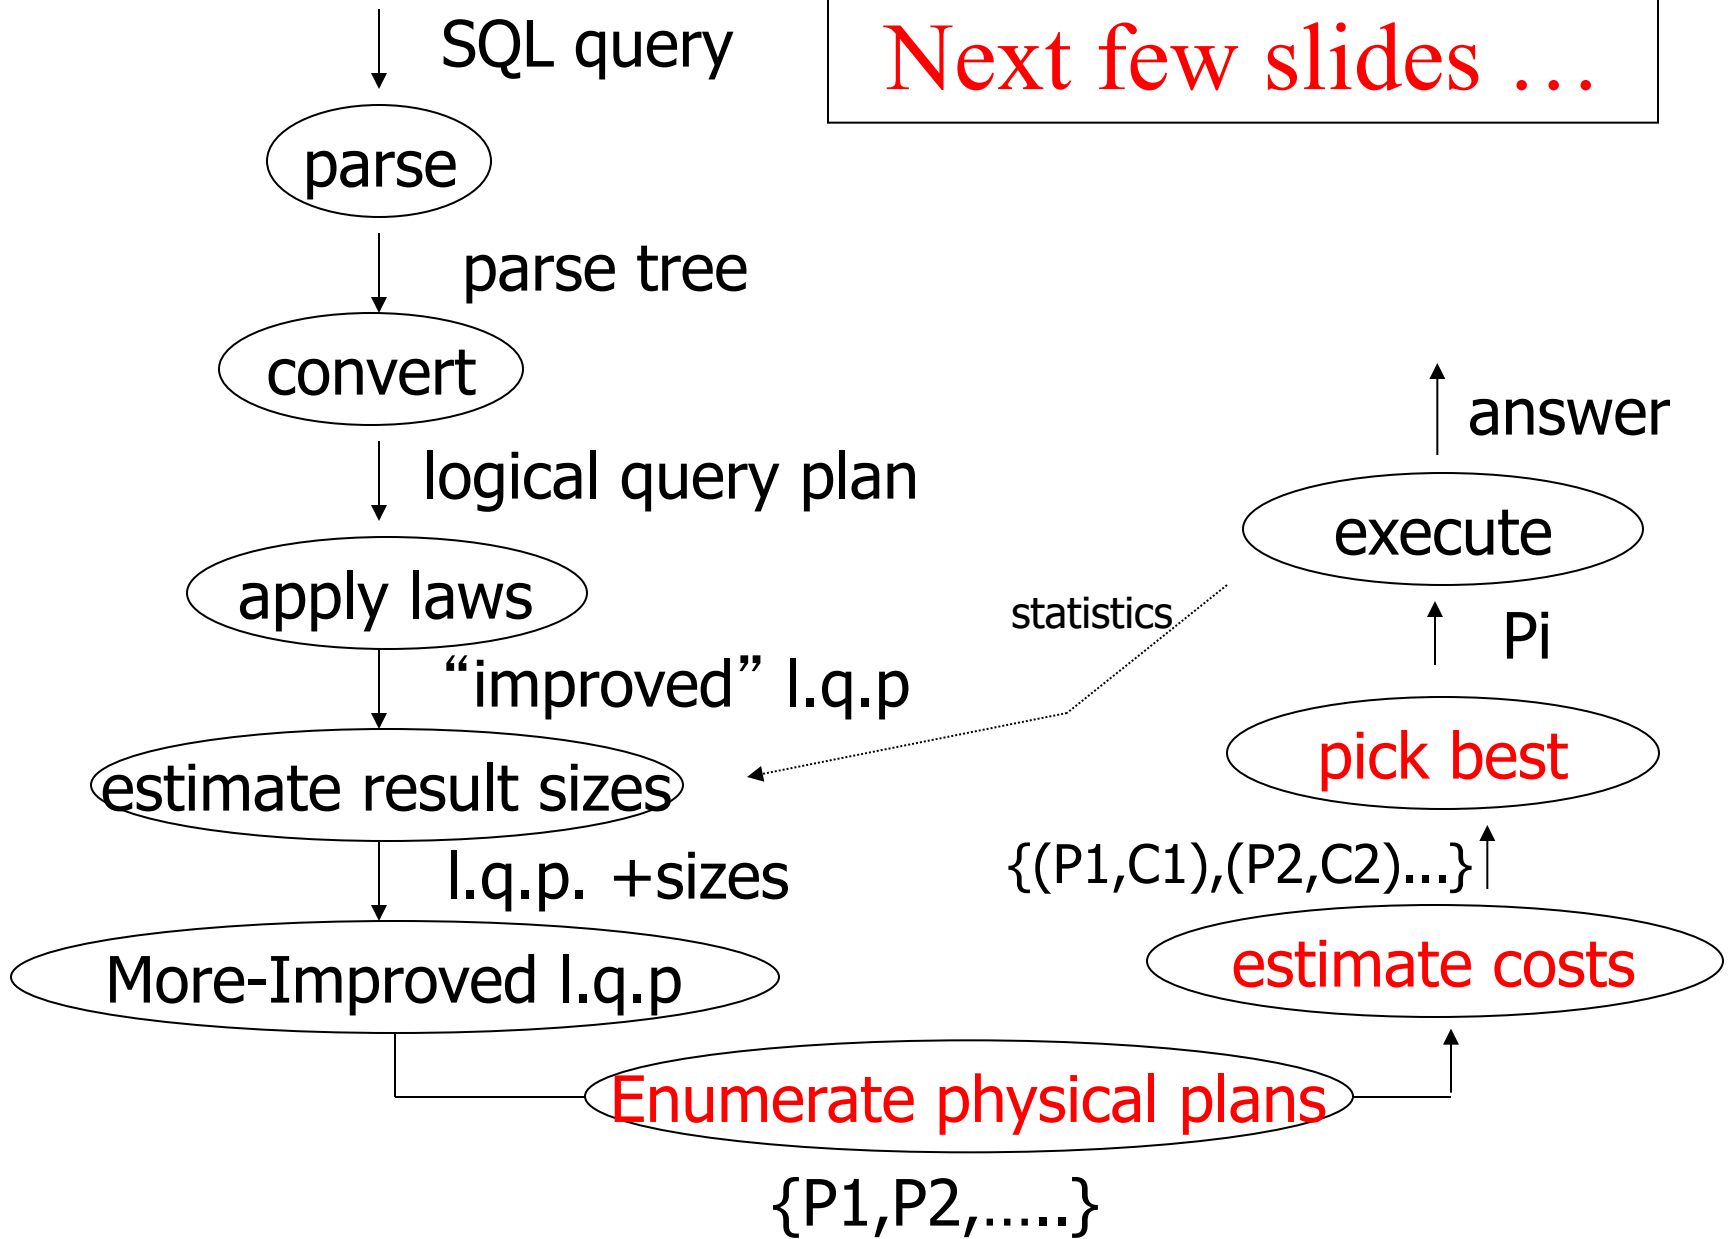 SQL query
Next few slides …
parse
parse tree
convert
logical query plan
apply laws
“improved” l.q.p
estimate result sizes
l.q.p. +sizes
More-Improved l.q.p
Enumerate physical plans
{P1,P2,…..}
estimate costs
{(P1,C1),(P2,C2)...}
pick best
Pi
execute
answer
statistics